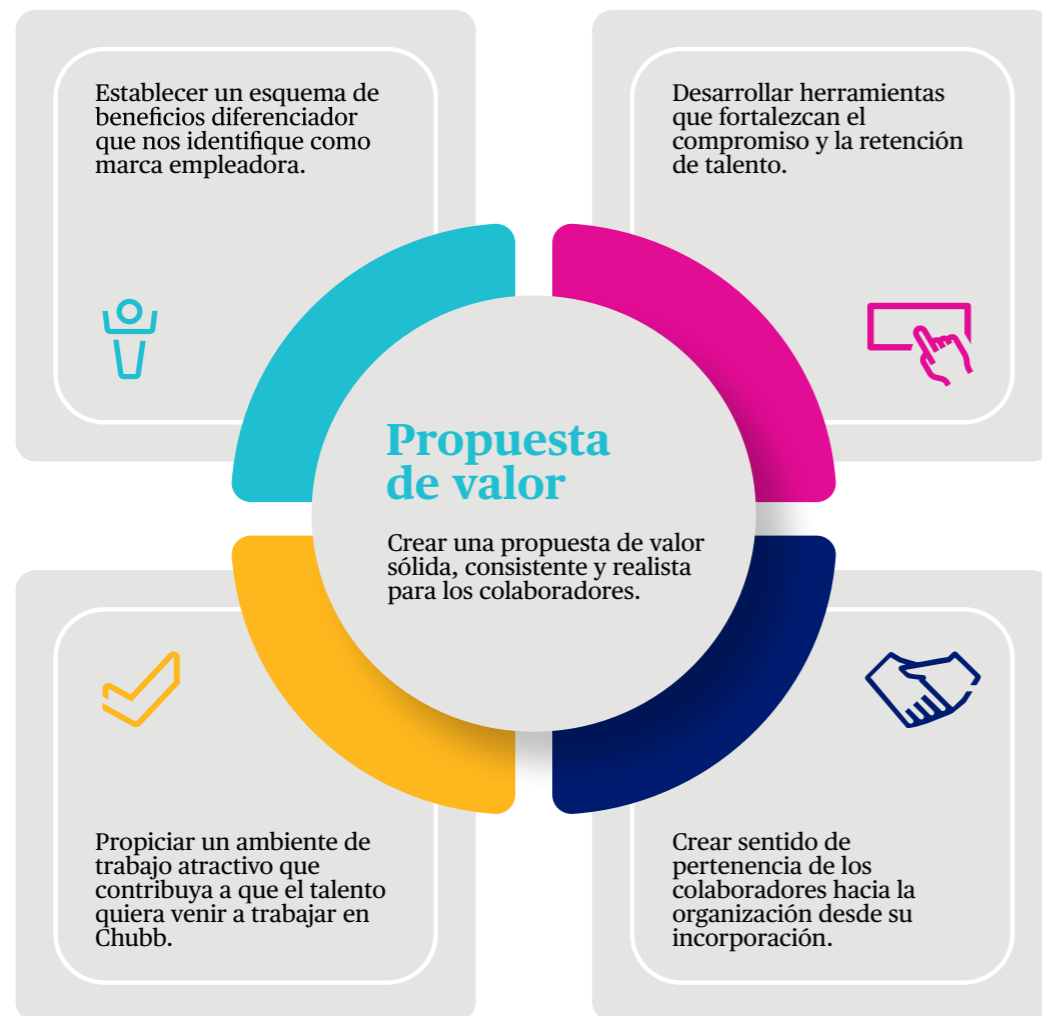 Establecer un esquema de
beneficios diferenciador
que nos identifique como
marca empleadora.
Desarrollar herramientas
que fortalezcan el
compromiso y la retención
de talento.
Propuesta
de valor
Crear una propuesta de valor
sólida, consistente y realista
para los colaboradores.
Propiciar un ambiente de
trabajo atractivo que
contribuya a que el talento
quiera venir a trabajar en
Chubb.
Crear sentido de
pertenencia de los
colaboradores hacia la
organización desde su
incorporación.